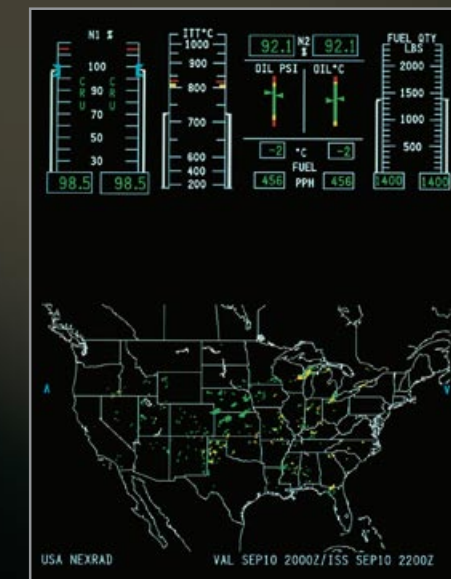 N1 %
100
90
70
50
30
C
R
U
C
R
U
98.5 98.5
ITT°C
1000
900
800
700
600
400
200
92.1 N2 % 92.1
OIL PSI OIL°C
-2 °C -2
FUEL
456 PPH 456
FUEL QTY
LBS
2000
1500
1000
500
1400 1400
USA NEXRAD VAL SEP10 2000Z/ISS SEP10 2200Z